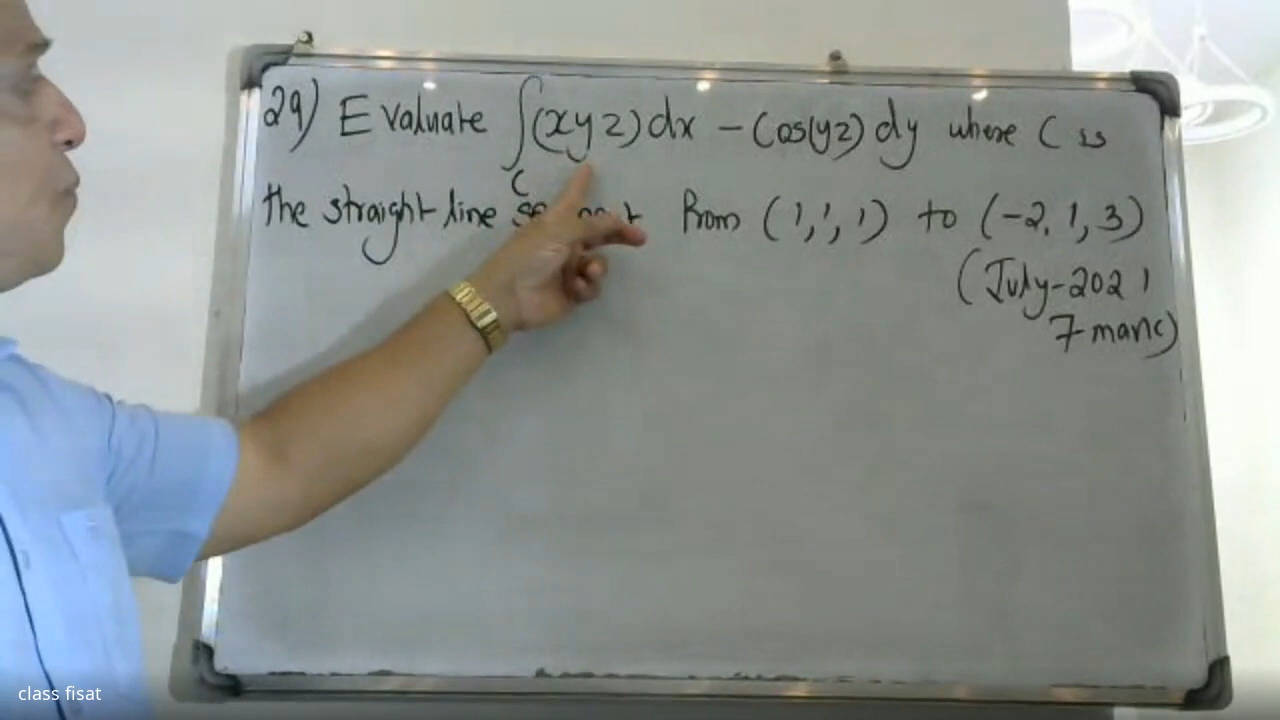 29) Evaluate ∫(xyz)dx - Cos(yz) dy where C is
C
the straight line from (1,1,1) to (-2,1,3)
(July-2021
7 mark)
class fisat